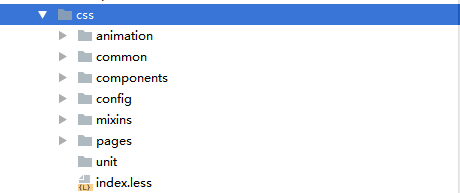 css
animation
common
components
config
mixins
pages
unit
index.less